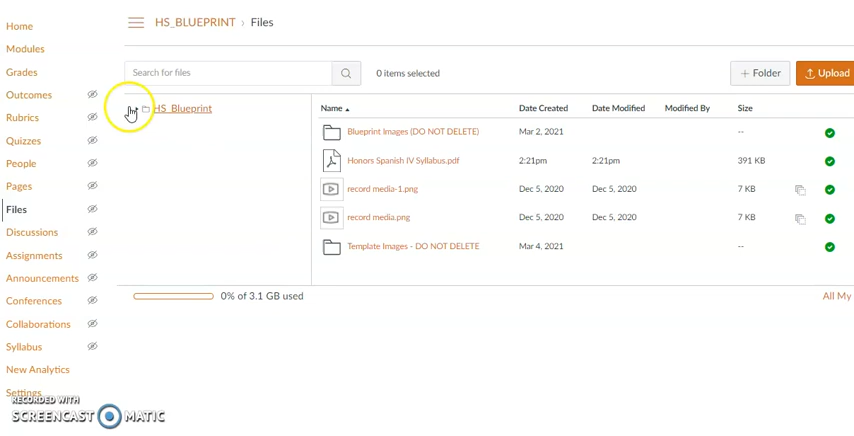 HS_BLUEPRINT › Files
Home
Modules
Grades
Outcomes
Rubrics
Quizzes
People
Pages
Files
Discussions
Assignments
Announcements
Conferences
Collaborations
Syllabus
New Analytics
Settings
Search for files
0 items selected
+ Folder
Upload
HS_Blueprint
Name Date Created Date Modified Modified By Size
Blueprint Images (DO NOT DELETE) Mar 2, 2021 --
Honors Spanish IV Syllabus.pdf 2:21pm 2:21pm 391 KB
record media-1.png Dec 5, 2020 Dec 5, 2020 7 KB
record media.png Dec 5, 2020 Dec 5, 2020 7 KB
Template Images - DO NOT DELETE Mar 4, 2021 --
0% of 3.1 GB used
All My
RECORDED WITH
SCREENCAST MATIC